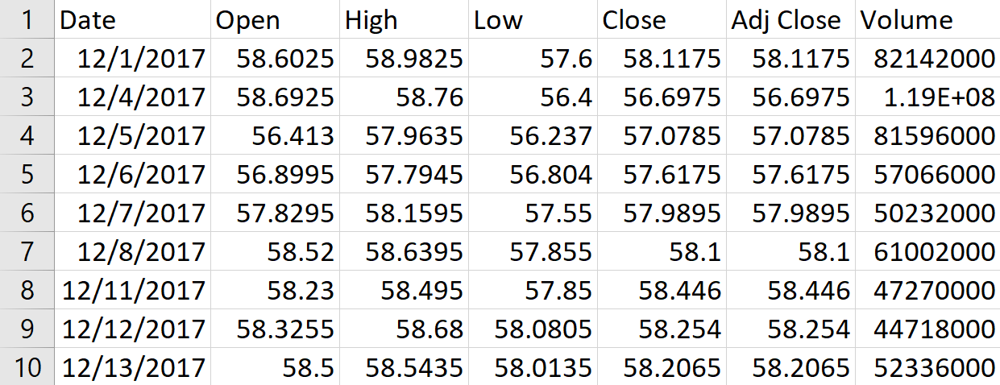 1 Date Open High Low Close Adj Close Volume
2 12/1/2017 58.6025 58.9825 57.6 58.1175 58.1175 82142000
3 12/4/2017 58.6925 58.76 56.4 56.6975 56.6975 1.19E+08
4 12/5/2017 56.413 57.9635 56.237 57.0785 57.0785 81596000
5 12/6/2017 56.8995 57.7945 56.804 57.6175 57.6175 57066000
6 12/7/2017 57.8295 58.1595 57.55 57.9895 57.9895 50232000
7 12/8/2017 58.52 58.6395 57.855 58.1 58.1 61002000
8 12/11/2017 58.23 58.495 57.85 58.446 58.446 47270000
9 12/12/2017 58.3255 58.68 58.0805 58.254 58.254 44718000
10 12/13/2017 58.5 58.5435 58.0135 58.2065 58.2065 52336000